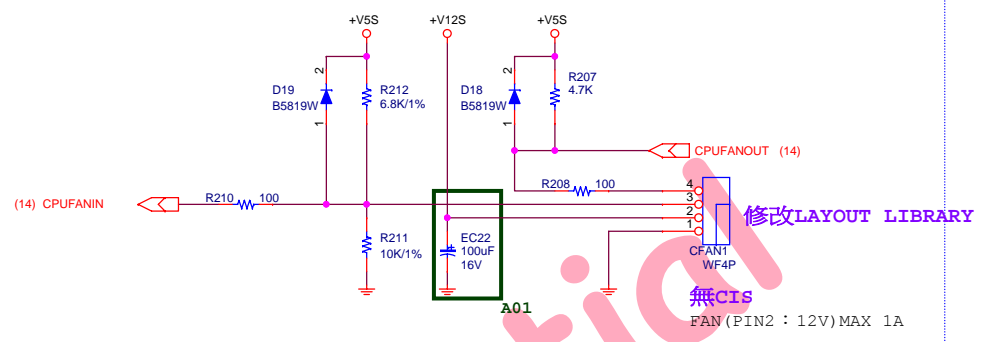 +V5S
+V12S
+V5S
D19
B5819W
2
1
R212
6.8K/1%
D18
B5819W
2
1
R207
4.7K
CPUFANOUT (14)
(14) CPUFANIN
R210 100
R208 100
4
3
2
1
修改LAYOUT LIBRARY
R211
10K/1%
EC22
100uF
16V
+
CFAN1
WF4P
A01
無CIS
FAN(PIN2：12V)MAX 1A